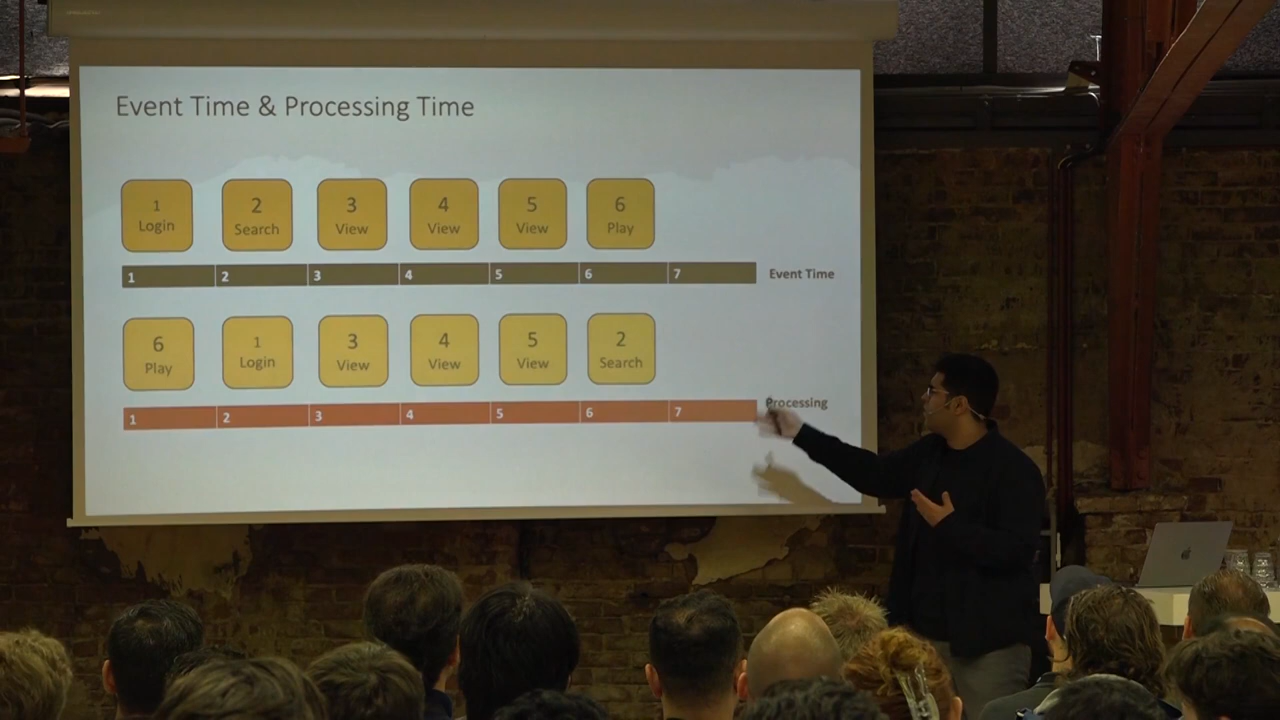 Event Time & Processing Time
1 2 3 4 5 6
Login Search View View View Play
1 2 3 4 5 6 7 Event Time
6 1 3 4 5 2
Play Login View View View Search
1 2 3 4 5 6 7 Processing